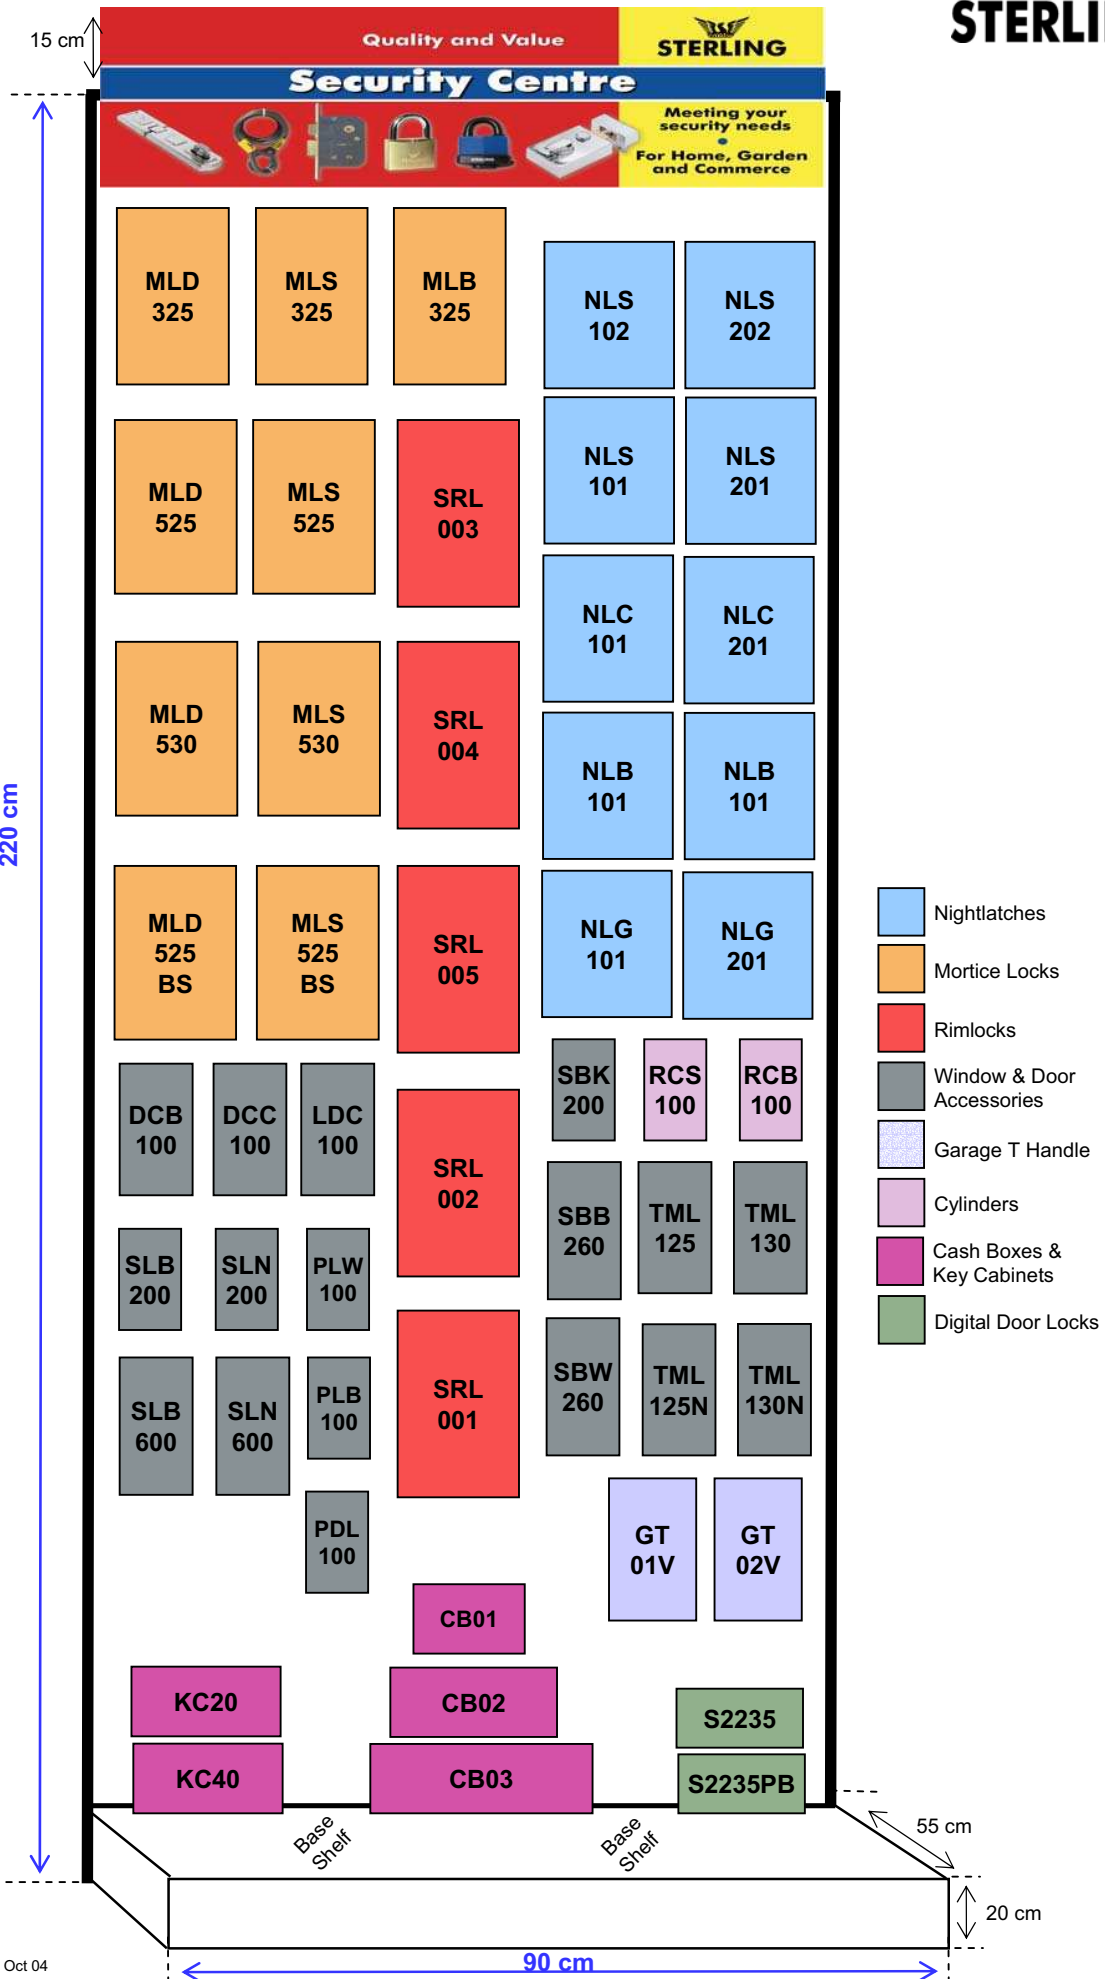 15 cm
Quality and Value
STERLING
Security Centre
Meeting your
security needs
•
For Home, Garden
and Commerce
220 cm
MLD
325
MLS
325
MLB
325
NLS
102
NLS
202
MLD
525
MLS
525
SRL
003
NLS
101
NLS
201
NLC
101
NLC
201
MLD
530
MLS
530
SRL
004
NLB
101
NLB
101
MLD
525
BS
MLS
525
BS
SRL
005
NLG
101
NLG
201
DCB
100
DCC
100
LDC
100
SRL
002
SBK
200
RCS
100
RCB
100
SBB
260
TML
125
TML
130
SLB
200
SLN
200
PLW
100
SLB
600
SLN
600
PLB
100
SRL
001
SBW
260
TML
125N
TML
130N
PDL
100
GT
01V
GT
02V
CB01
KC20
CB02
S2235
KC40
CB03
S2235PB
Base
Shelf
Base
Shelf
Nightlatches
Mortice Locks
Rimlocks
Window & Door
Accessories
Garage T Handle
Cylinders
Cash Boxes &
Key Cabinets
Digital Door Locks
55 cm
20 cm
90 cm
Oct 04